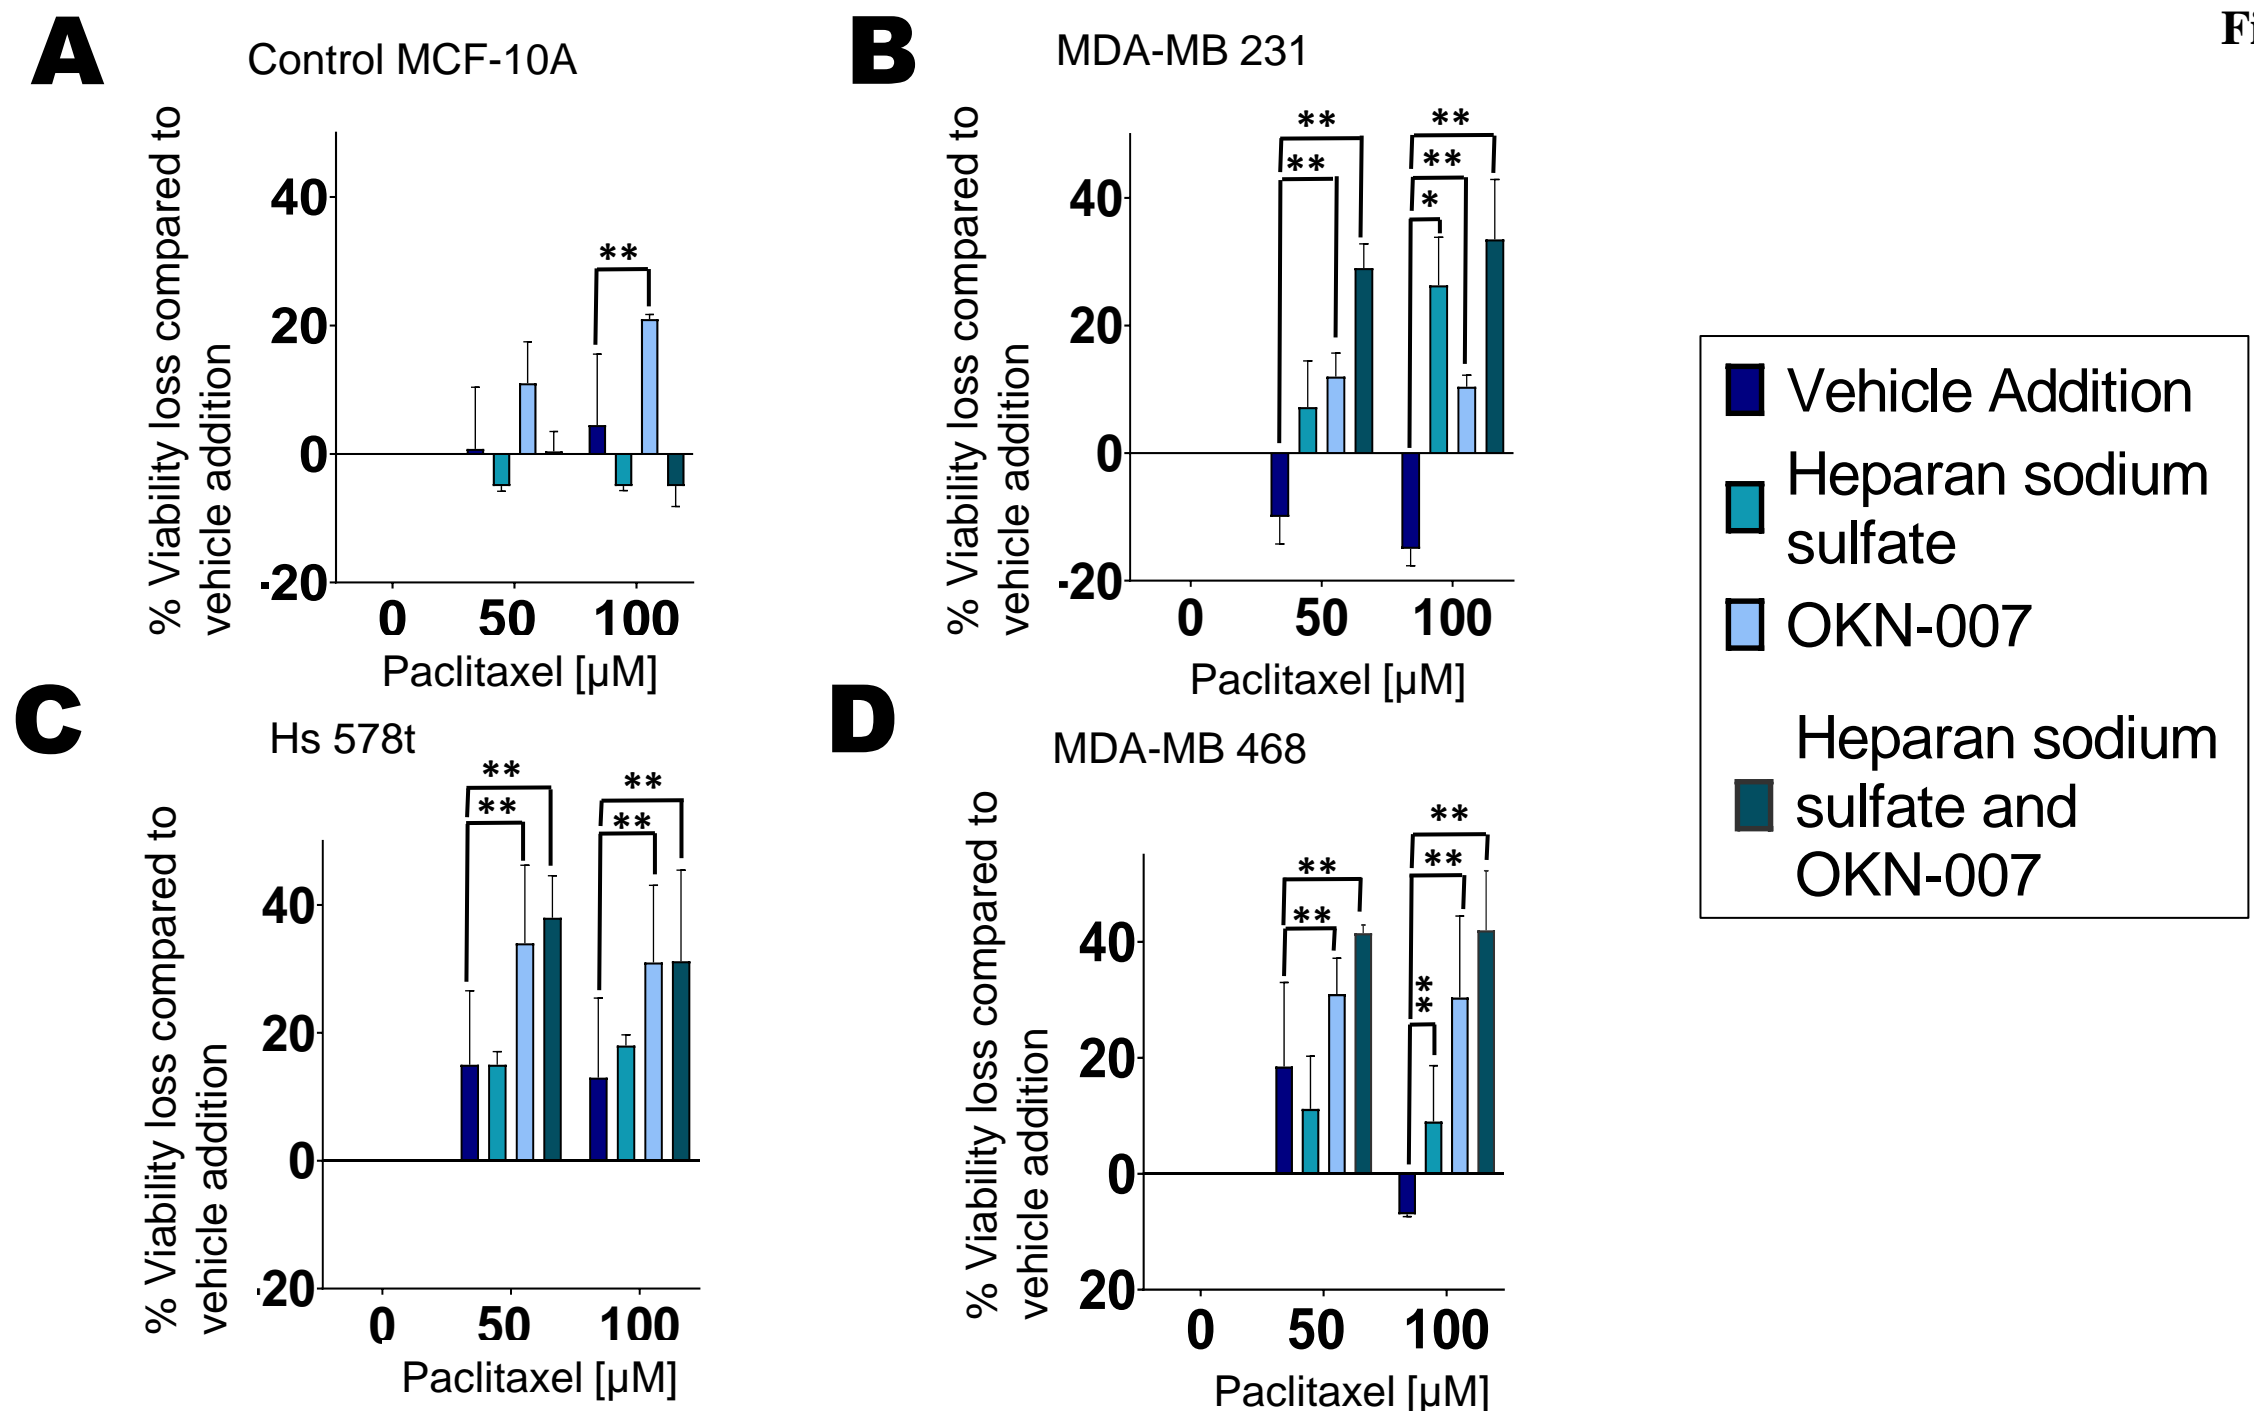 Fi
A
Control MCF-10A
% Viability loss compared to
vehicle addition
40
20
0
-20
**
0 50 100
Paclitaxel [µM]
B
MDA-MB 231
% Viability loss compared to
vehicle addition
40
20
0
-20
**
**
**
**
*
0 50 100
Paclitaxel [µM]
C
Hs 578t
% Viability loss compared to
vehicle addition
40
20
0
-20
**
**
**
**
0 50 100
Paclitaxel [µM]
D
MDA-MB 468
% Viability loss compared to
vehicle addition
40
20
0
20
**
**
**
**
**
0 50 100
Paclitaxel [µM]
Vehicle Addition
Heparan sodium
sulfate
OKN-007
Heparan sodium
sulfate and
OKN-007